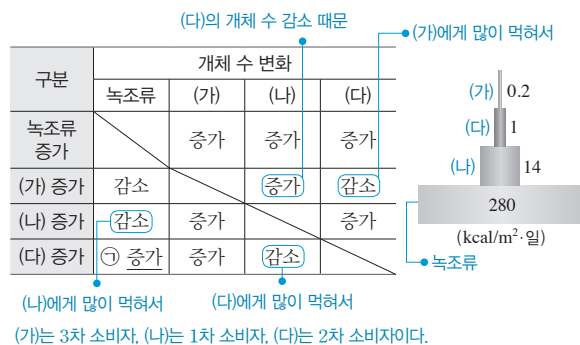 (다)의 개체 수 감소 때문
(가)에게 많이 먹혀서
구분 개체 수 변화
녹조류 (가) (나) (다)
녹조류 증가 증가 증가 증가
(가) 증가 감소 증가 감소
(나) 증가 감소 증가 증가
(다) 증가 ㉠ 증가 증가 감소
(나)에게 많이 먹혀서 (다)에게 많이 먹혀서
(가) 0.2
(다) 1
(나) 14
280
(kcal/m²·일)
녹조류
(가)는 3차 소비자, (나)는 1차 소비자, (다)는 2차 소비자이다.